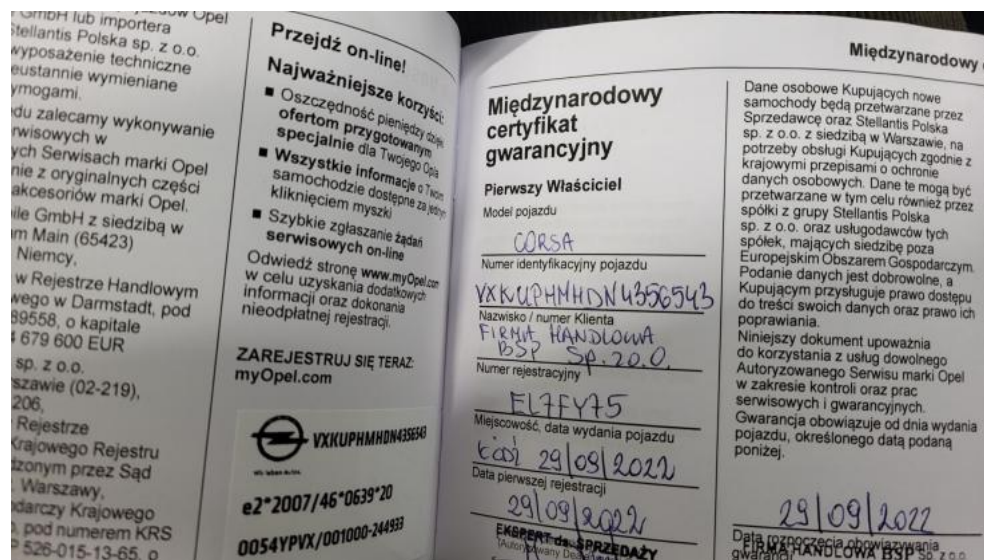 ów Opel
GmbH lub importera
Stellantis Polska sp. z o.o.
wyposażenie techniczne
eustannie wymieniane
ymogami.
du zalecamy wykonywanie
rwisowych w
ych Serwisach marki Opel
nie z oryginalnych części
akcesoriów marki Opel.
ile GmbH z siedzibą w
m Main (65423)
Niemcy,
w Rejestrze Handlowym
wego w Darmstadt, pod
89558, o kapitale
4 679 600 EUR
sp. z o.o.
szawie (02-219),
206,
Rejestrze
Krajowego Rejestru
dzonym przez Sąd
Warszawy,
odarczy Krajowego
, pod numerem KRS
P 526-015-13-65, o
Przejdź on-line!
Najważniejsze korzyści:
■ Oszczędność pieniędzy dzięki
ofertom przygotowanym
specjalnie dla Twojego Opla
■ Wszystkie informacje o Twoim
samochodzie dostępne za jednym
kliknięciem myszki
■ Szybkie zgłaszanie żądań
serwisowych on-line
Odwiedź stronę www.myOpel.com
w celu uzyskania dodatkowych
informacji oraz dokonania
nieodpłatnej rejestracji.
ZAREJESTRUJ SIĘ TERAZ:
myOpel.com
VXKUPHMHDN4356543
Wir leben Autos.
e2*2007/46*0639*20
0054YPVX/001000-244933
Międzynarodowy
Międzynarodowy
certyfikat
gwarancyjny
Pierwszy Właściciel
Model pojazdu
CORSA
Numer identyfikacyjny pojazdu
VXKUPHMHDN4356543
Nazwisko / numer Klienta
FIRMA HANDLOWA
BSP Sp. z o.o.
Numer rejestracyjny
EL7FY75
Miejscowość, data wydania pojazdu
Łódź 29/09/2022
Data pierwszej rejestracji
29/09/2022
EKSPERT ds. SPRZEDAŻY
Dane osobowe Kupujących nowe
samochody będą przetwarzane przez
Sprzedawcę oraz Stellantis Polska
sp. z o.o. z siedzibą w Warszawie, na
potrzeby obsługi Kupujących zgodnie z
krajowymi przepisami o ochronie
danych osobowych. Dane te mogą być
przetwarzane w tym celu również przez
spółki z grupy Stellantis Polska
sp. z o.o. oraz usługodawców tych
spółek, mających siedzibę poza
Europejskim Obszarem Gospodarczym.
Podanie danych jest dobrowolne, a
Kupującym przysługuje prawo dostępu
do treści swoich danych oraz prawo ich
poprawiania.
Niniejszy dokument upoważnia
do korzystania z usług dowolnego
Autoryzowanego Serwisu marki Opel
w zakresie kontroli oraz prac
serwisowych i gwarancyjnych.
Gwarancja obowiązuje od dnia wydania
pojazdu, określonego datą podaną
poniżej.
29/09/2022
Data rozpoczęcia obowiązywania
FIRMA HANDLOWA BSP Sp. z o.o.